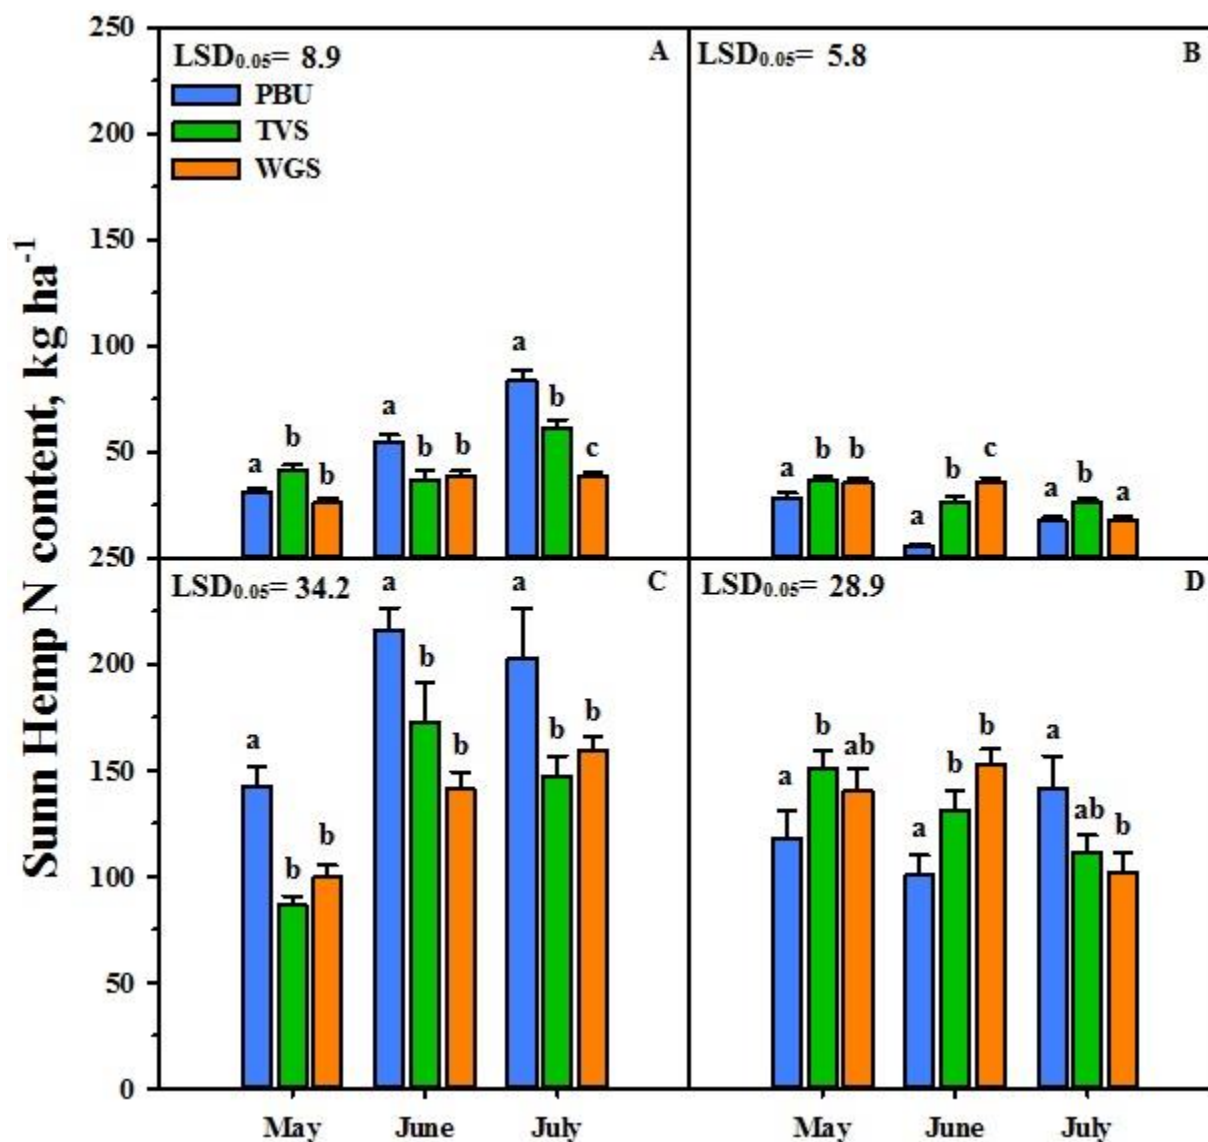 Sunn Hemp N content, kg ha⁻¹
250
200
150
100
50
LSD0.05= 8.9
A
PBU
TVS
WGS
a
b
b
a
b
b
a
b
c
LSD0.05= 5.8
B
a
b
b
a
b
c
a
b
a
250
200
150
100
50
0
LSD0.05= 34.2
C
a
b
b
a
b
b
a
b
b
LSD0.05= 28.9
D
a
b
ab
a
b
b
a
ab
b
May June July
May June July